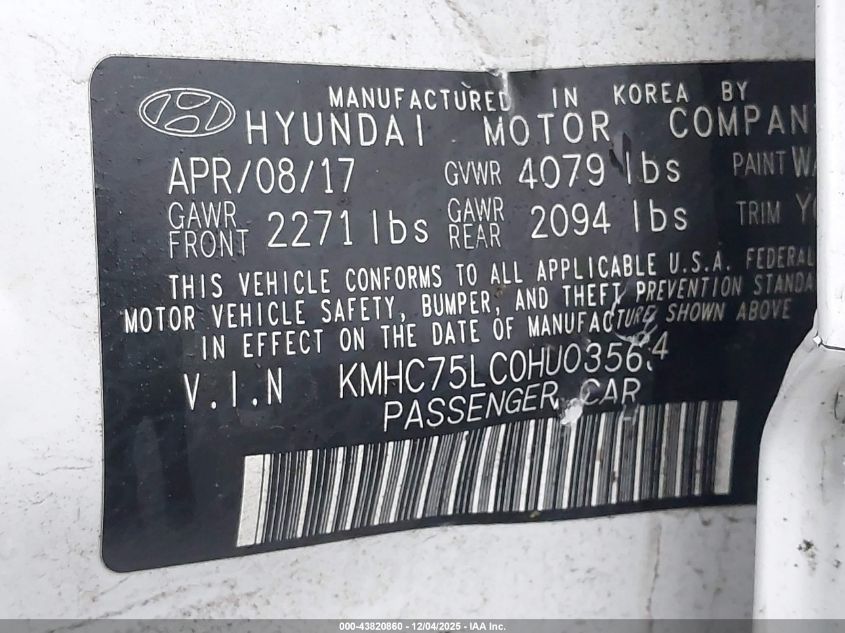 MANUFACTURED IN KOREA BY
HYUNDAI MOTOR COMPAN
APR/08/17 GVWR 4079 lbs PAINT
GAWR FRONT 2271 lbs GAWR REAR 2094 lbs TRIM
THIS VEHICLE CONFORMS TO ALL APPLICABLE U.S.A. FEDERAL
MOTOR VEHICLE SAFETY, BUMPER, AND THEFT PREVENTION STANDA
IN EFFECT ON THE DATE OF MANUFACTURE SHOWN ABOVE
V.I.N KMHC75LC0HU035634
PASSENGER CAR
000-43820860 - 12/04/2025 - IAA Inc.